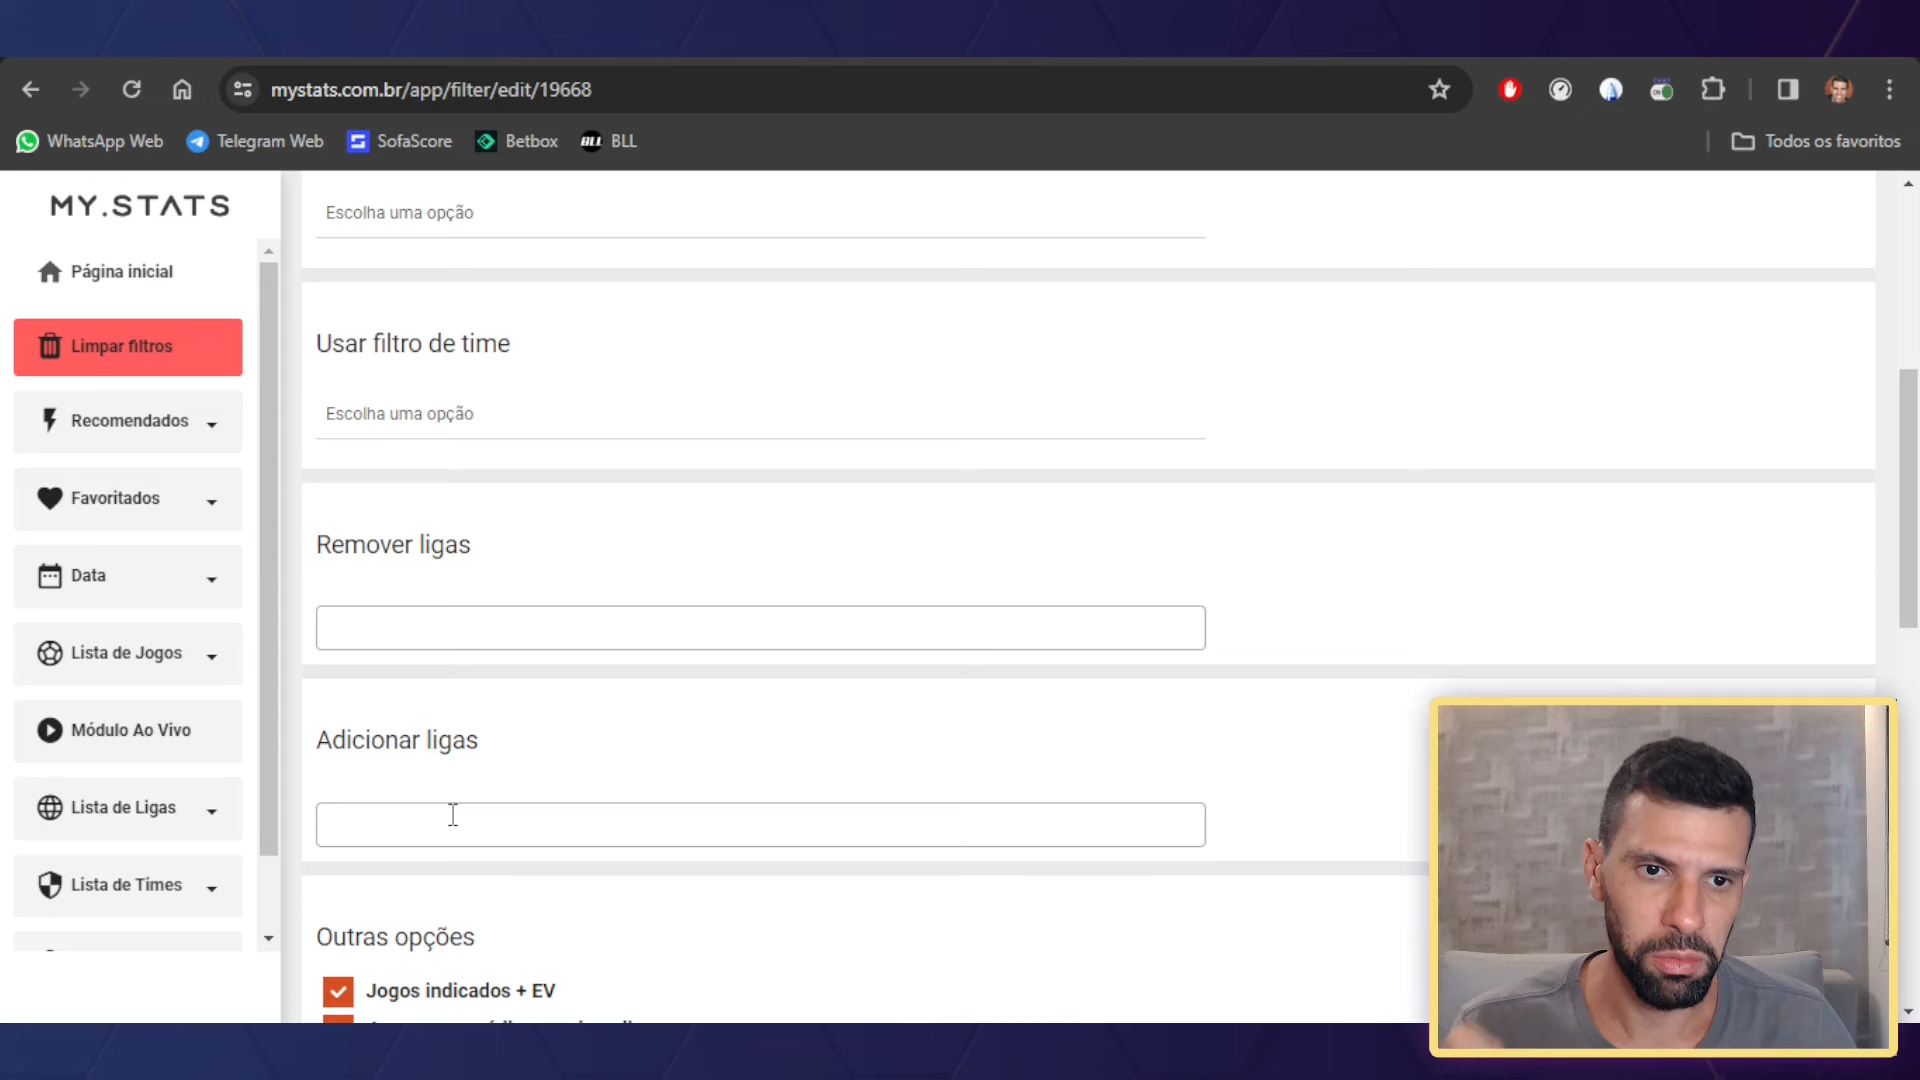 mystats.com.br/app/filter/edit/19668
WhatsApp Web
Telegram Web
SofaScore
Betbox
BLL
BLL
Todos os favoritos
MY.STATS
Página inicial
Limpar filtros
Recomendados
Favoritados
Data
Lista de Jogos
Módulo Ao Vivo
Lista de Ligas
Lista de Times
Escolha uma opção
Usar filtro de time
Escolha uma opção
Remover ligas
Adicionar ligas
Outras opções
Jogos indicados + EV